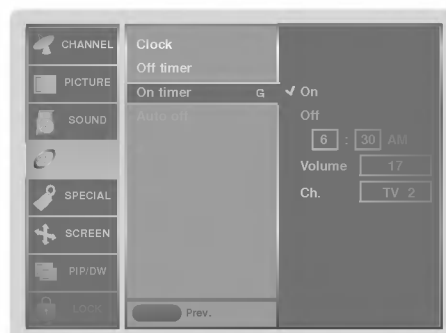 CHANNEL
PICTURE
SOUND
SPECIAL
SCREEN
PIP/DW
LOCK
Clock
Off timer
On timer G
Auto off
Prev.
✔ On
Off
6 : 30 AM
Volume 17
Ch. TV 2